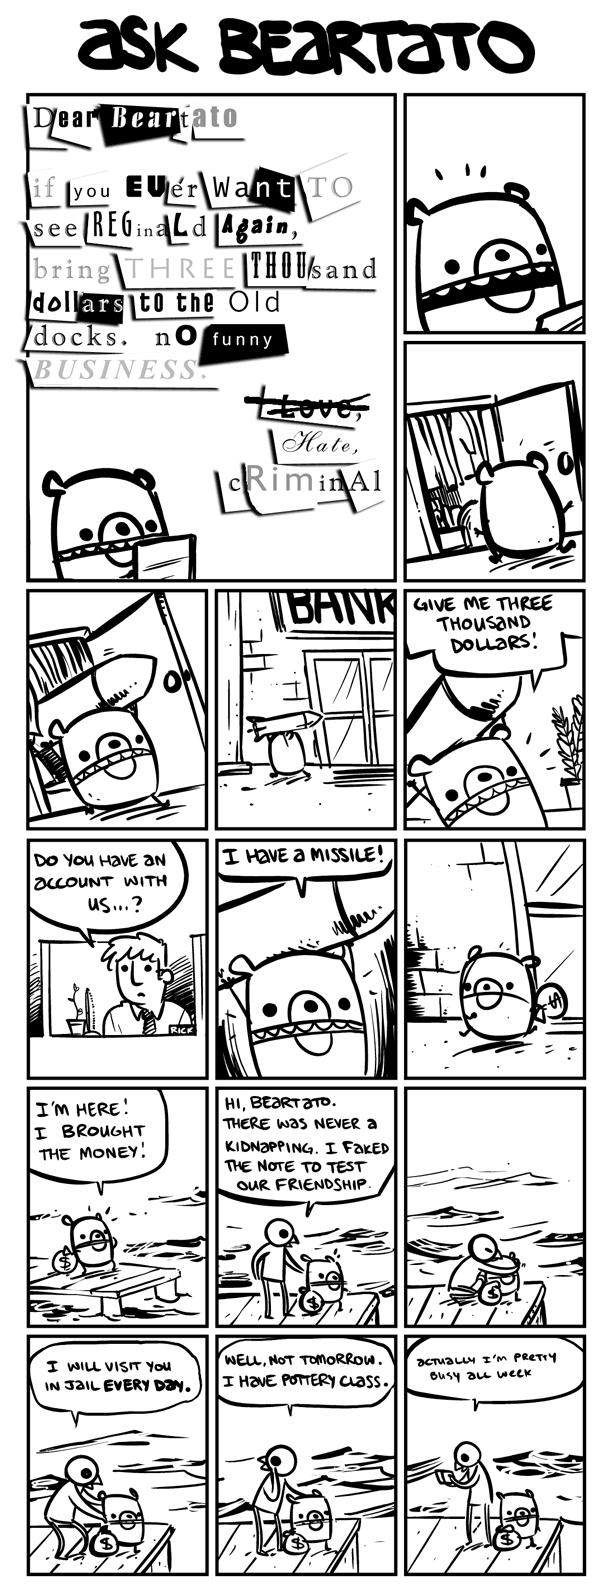 ASK BEARTATO
Dear Beartato
if you EVEr Want TO
see REGinaLd Again,
bring THREE THOUsand
dollars to the Old
docks. nO funny
BUSINESS.
Love,
Hate,
cRiminAl
BANK
GIVE ME THREE
THOUSAND
DOLLARS!
DO YOU HAVE AN
ACCOUNT WITH
US...?
RICK
I HAVE A MISSILE!
$
I'M HERE!
I BROUGHT
THE MONEY!
$
HI, BEARTATO.
THERE WAS NEVER A
KIDNAPPING. I FAKED
THE NOTE TO TEST
OUR FRIENDSHIP.
$
$
I WILL VISIT YOU
IN JAIL EVERY DAY.
$
WELL, NOT TOMORROW.
I HAVE POTTERY CLASS.
$
ACTUALLY I'M PRETTY
BUSY ALL WEEK
$